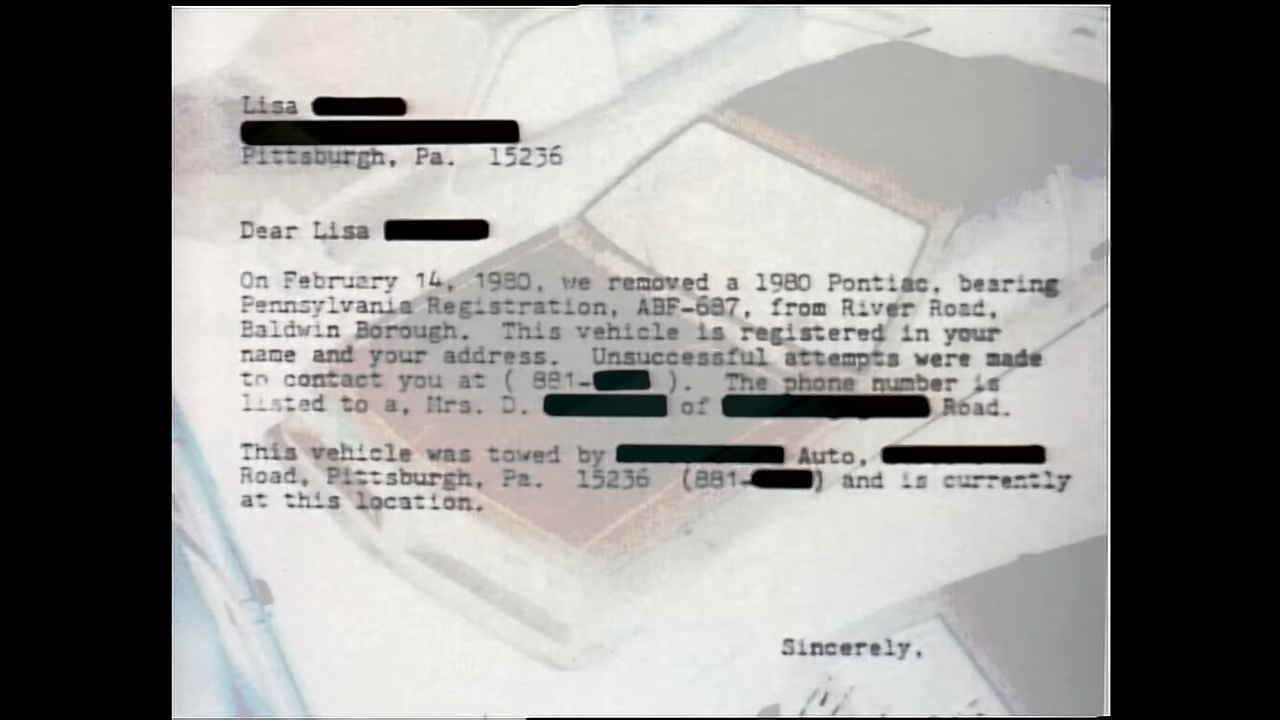 Lisa
Pittsburgh, Pa. 15236
Dear Lisa
On February 14, 1980, we removed a 1980 Pontiac, bearing
Pennsylvania Registration, ABF-687, from River Road,
Baldwin Borough. This vehicle is registered in your
name and your address. Unsuccessful attempts were made
to contact you at ( 881- ). The phone number is
listed to a, Mrs. D. of Road.
This vehicle was towed by Auto,
Road, Pittsburgh, Pa. 15236 (881- ) and is currently
at this location.
Sincerely,